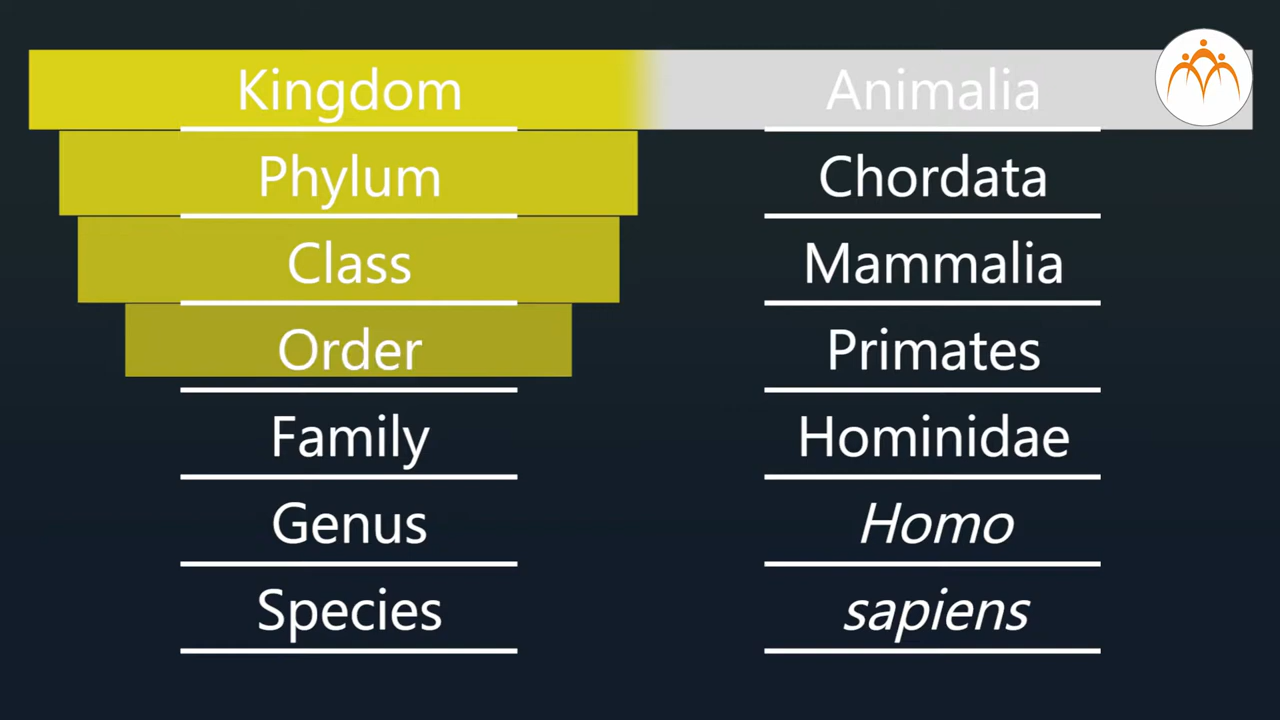 Kingdom Animalia
Phylum Chordata
Class Mammalia
Order Primates
Family Hominidae
Genus Homo
Species sapiens